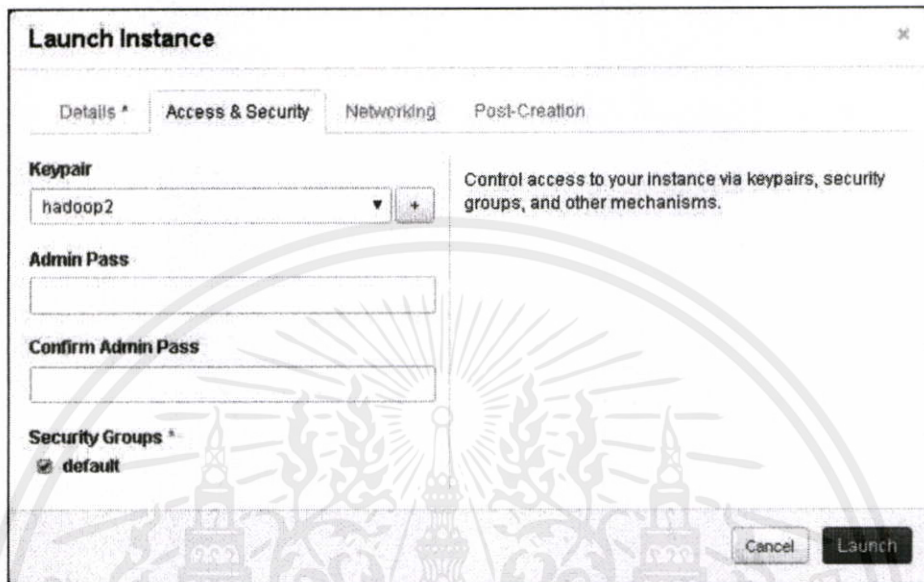 Launch Instance ×
Details * Access & Security Networking Post-Creation
Keypair
hadoop2 ▼ +
Control access to your instance via keypairs, security
groups, and other mechanisms.
Admin Pass
Confirm Admin Pass
Security Groups *
default
Cancel Launch